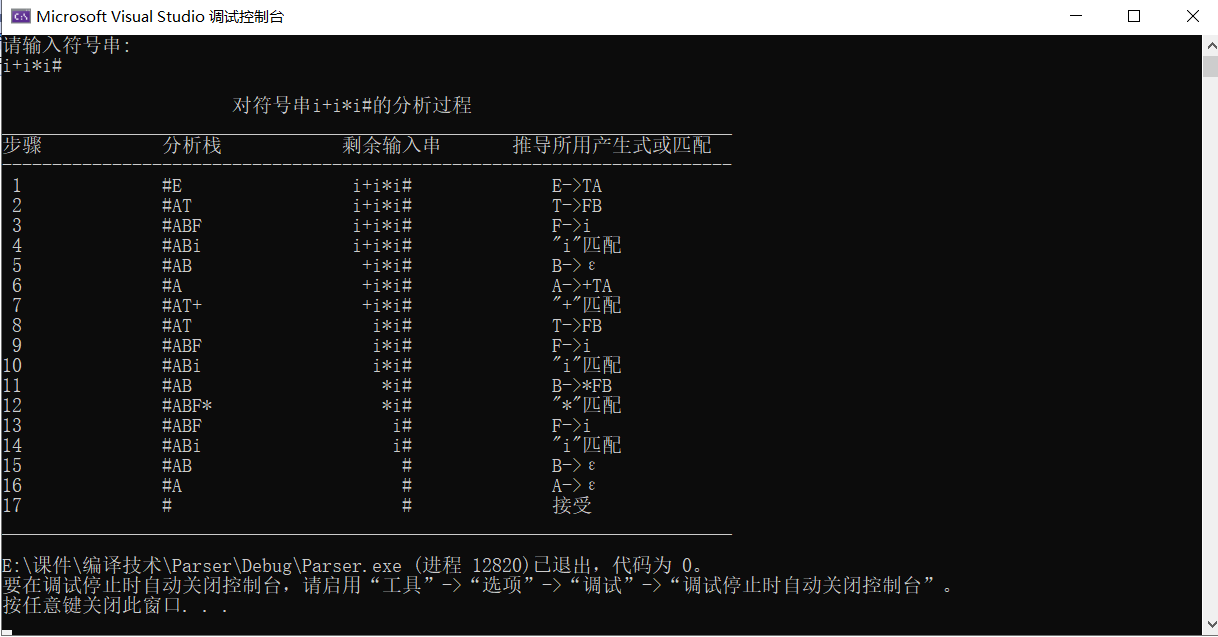 Microsoft Visual Studio 调试控制台
请输入符号串:
i+i*i#
对符号串i+i*i#的分析过程
步骤 分析栈 剩余输入串 推导所用产生式或匹配
1 #E i+i*i# E->TA
2 #AT i+i*i# T->FB
3 #ABF i+i*i# F->i
4 #ABi i+i*i# "i"匹配
5 #AB +i*i# B->ε
6 #A +i*i# A->+TA
7 #AT+ +i*i# "+"匹配
8 #AT i*i# T->FB
9 #ABF i*i# F->i
10 #ABi i*i# "i"匹配
11 #AB *i# B->*FB
12 #ABF* *i# "*"匹配
13 #ABF i# F->i
14 #ABi i# "i"匹配
15 #AB # B->ε
16 #A # A->ε
17 # # 接受
E:\课件\编译技术\Parser\Debug\Parser.exe (进程 12820)已退出，代码为 0。
要在调试停止时自动关闭控制台，请启用“工具”->“选项”->“调试”->“调试停止时自动关闭控制台”。
按任意键关闭此窗口. . .